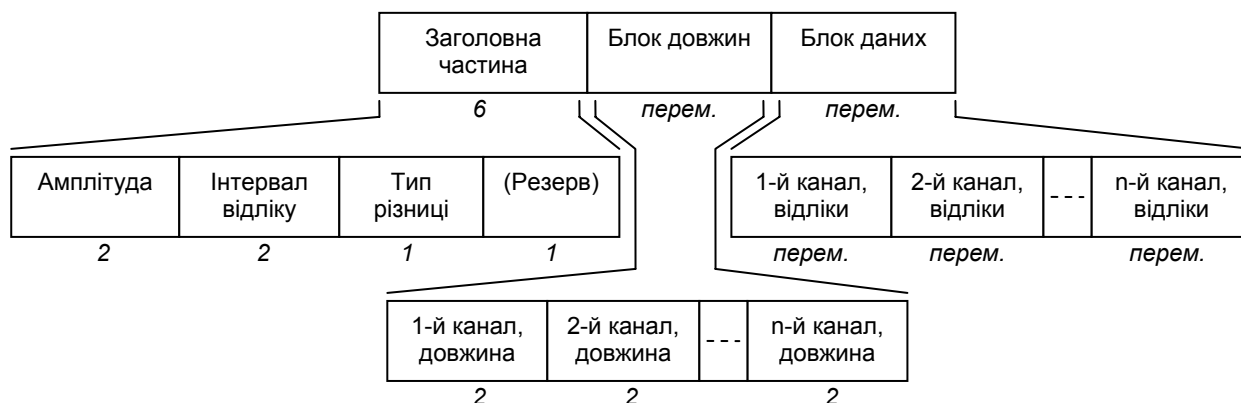 Заголовна
частина
Блок довжин
Блок даних
6
перем.
перем.
Амплітуда
Інтервал
відліку
Тип
різниці
(Резерв)
2
2
1
1
1-й канал,
відліки
2-й канал,
відліки
n-й канал,
відліки
перем.
перем.
перем.
1-й канал,
довжина
2-й канал,
довжина
n-й канал,
довжина
2
2
2